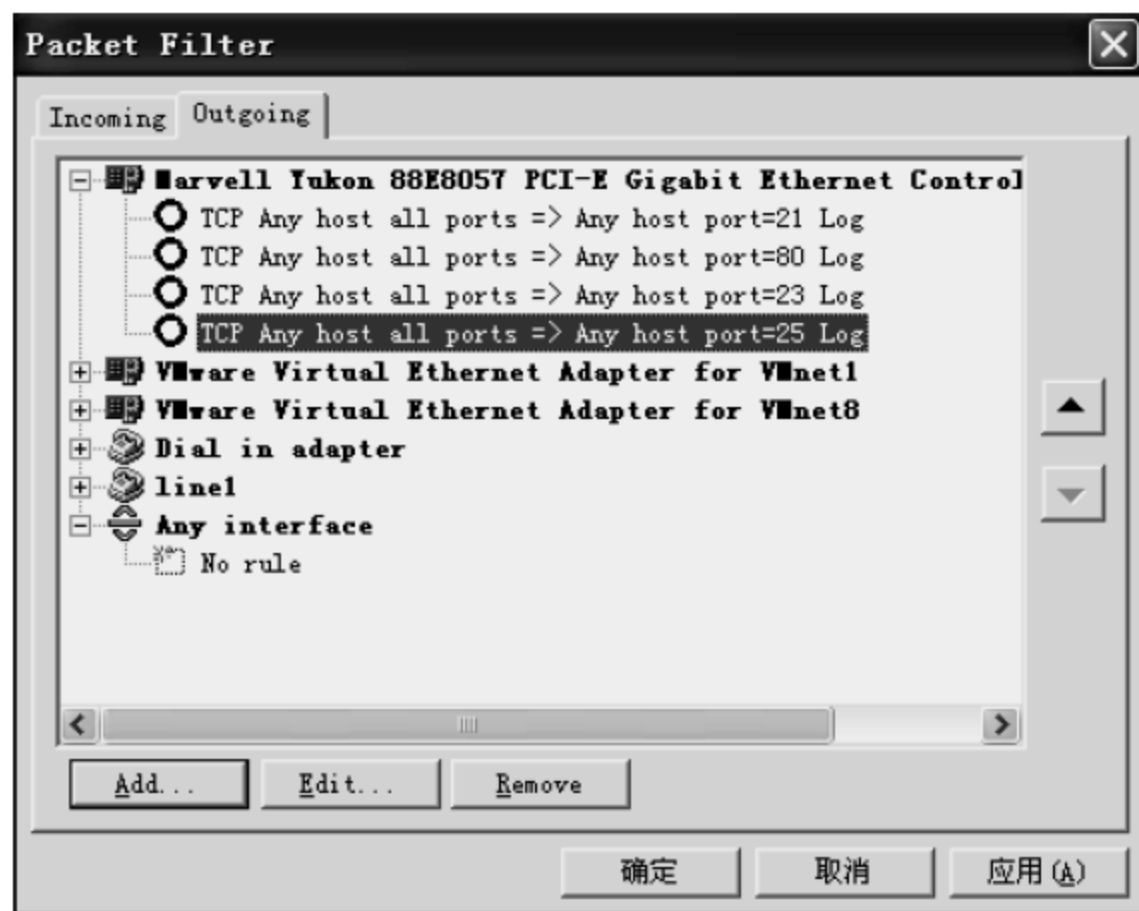 Packet Filter
Incoming Outgoing
Marvell Yukon 88E8057 PCI-E Gigabit Ethernet Control
TCP Any host all ports => Any host port=21 Log
TCP Any host all ports => Any host port=80 Log
TCP Any host all ports => Any host port=23 Log
TCP Any host all ports => Any host port=25 Log
VMware Virtual Ethernet Adapter for VMnet1
VMware Virtual Ethernet Adapter for VMnet8
Dial in adapter
line1
Any interface
No rule
Add... Edit... Remove
确定 取消 应用(A)